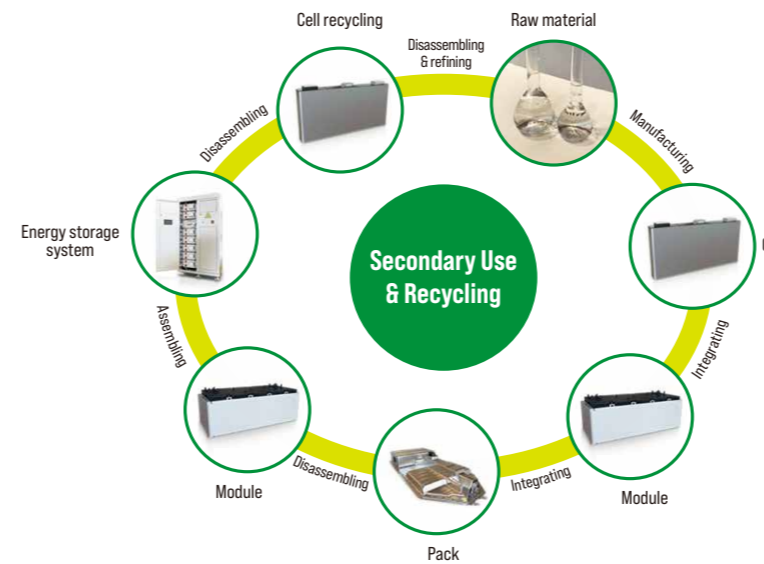 Cell recycling
Disassembling
& refining
Raw material
Manufacturing
Integrating
Module
Integrating
Pack
Disassembling
Module
Assembling
Energy storage
system
Disassembling
Secondary Use
& Recycling